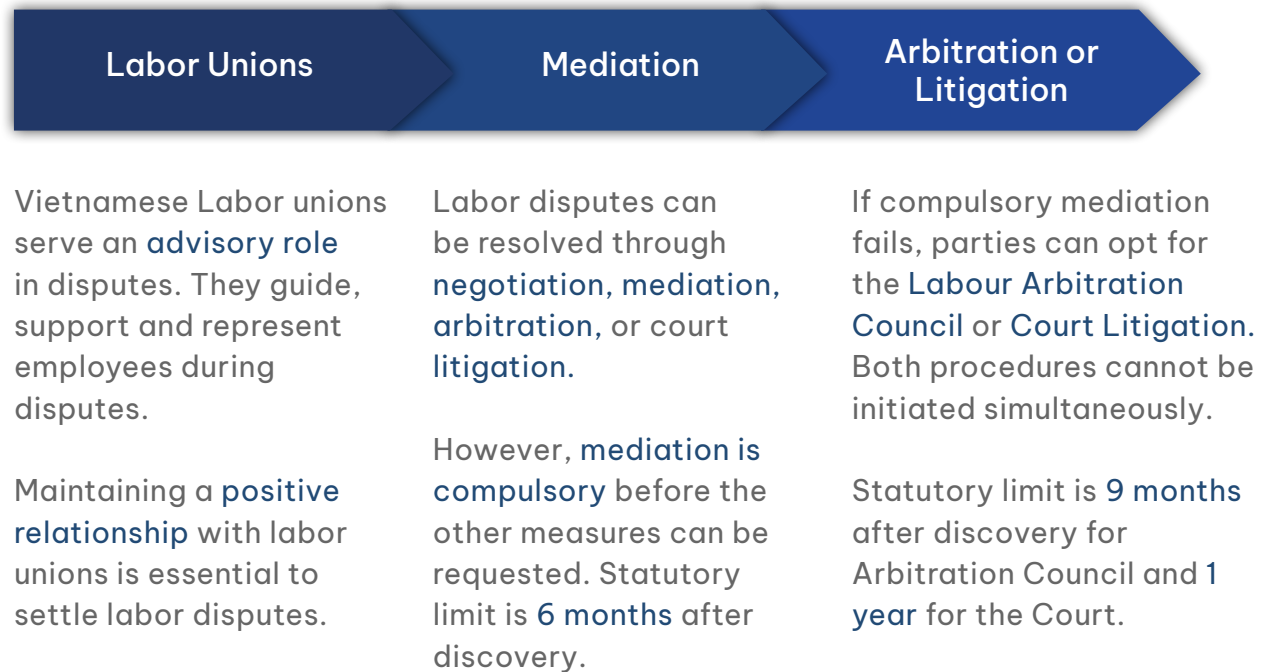 Labor Unions
Mediation
Arbitration or
Litigation
Vietnamese Labor unions
serve an advisory role
in disputes. They guide,
support and represent
employees during
disputes.
Maintaining a positive
relationship with labor
unions is essential to
settle labor disputes.
Labor disputes can
be resolved through
negotiation, mediation,
arbitration, or court
litigation.
However, mediation is
compulsory before the
other measures can be
requested. Statutory
limit is 6 months after
discovery.
If compulsory mediation
fails, parties can opt for
the Labour Arbitration
Council or Court Litigation.
Both procedures cannot be
initiated simultaneously.
Statutory limit is 9 months
after discovery for
Arbitration Council and 1
year for the Court.